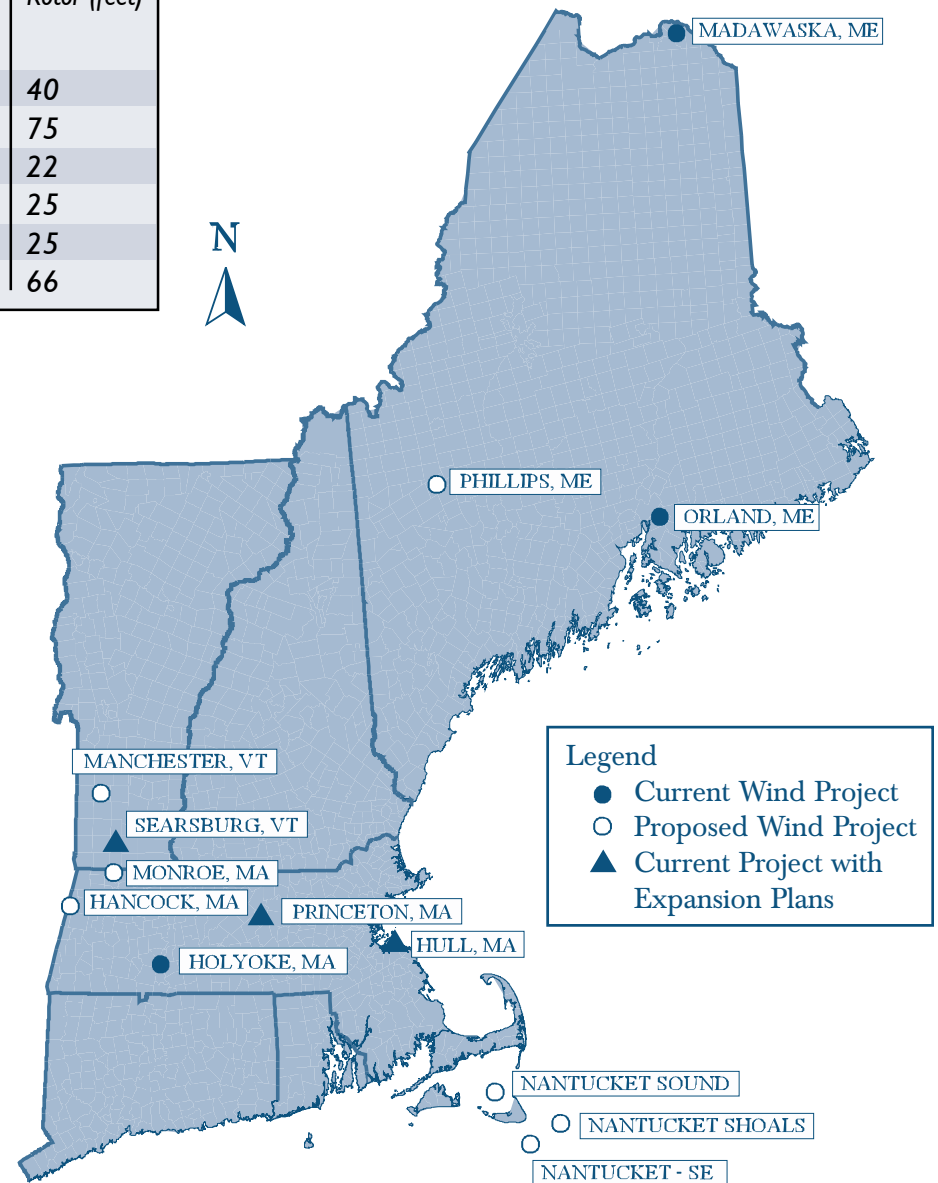 Rotor (feet)
40
75
22
25
25
66
N
MADAWASKA, ME
PHILLIPS, ME
ORLAND, ME
MANCHESTER, VT
SEARSBURG, VT
MONROE, MA
HANCOCK, MA
PRINCETON, MA
HULL, MA
HOLYOKE, MA
Legend
Current Wind Project
Proposed Wind Project
Current Project with
Expansion Plans
NANTUCKET SOUND
NANTUCKET SHOALS
NANTUCKET - SE